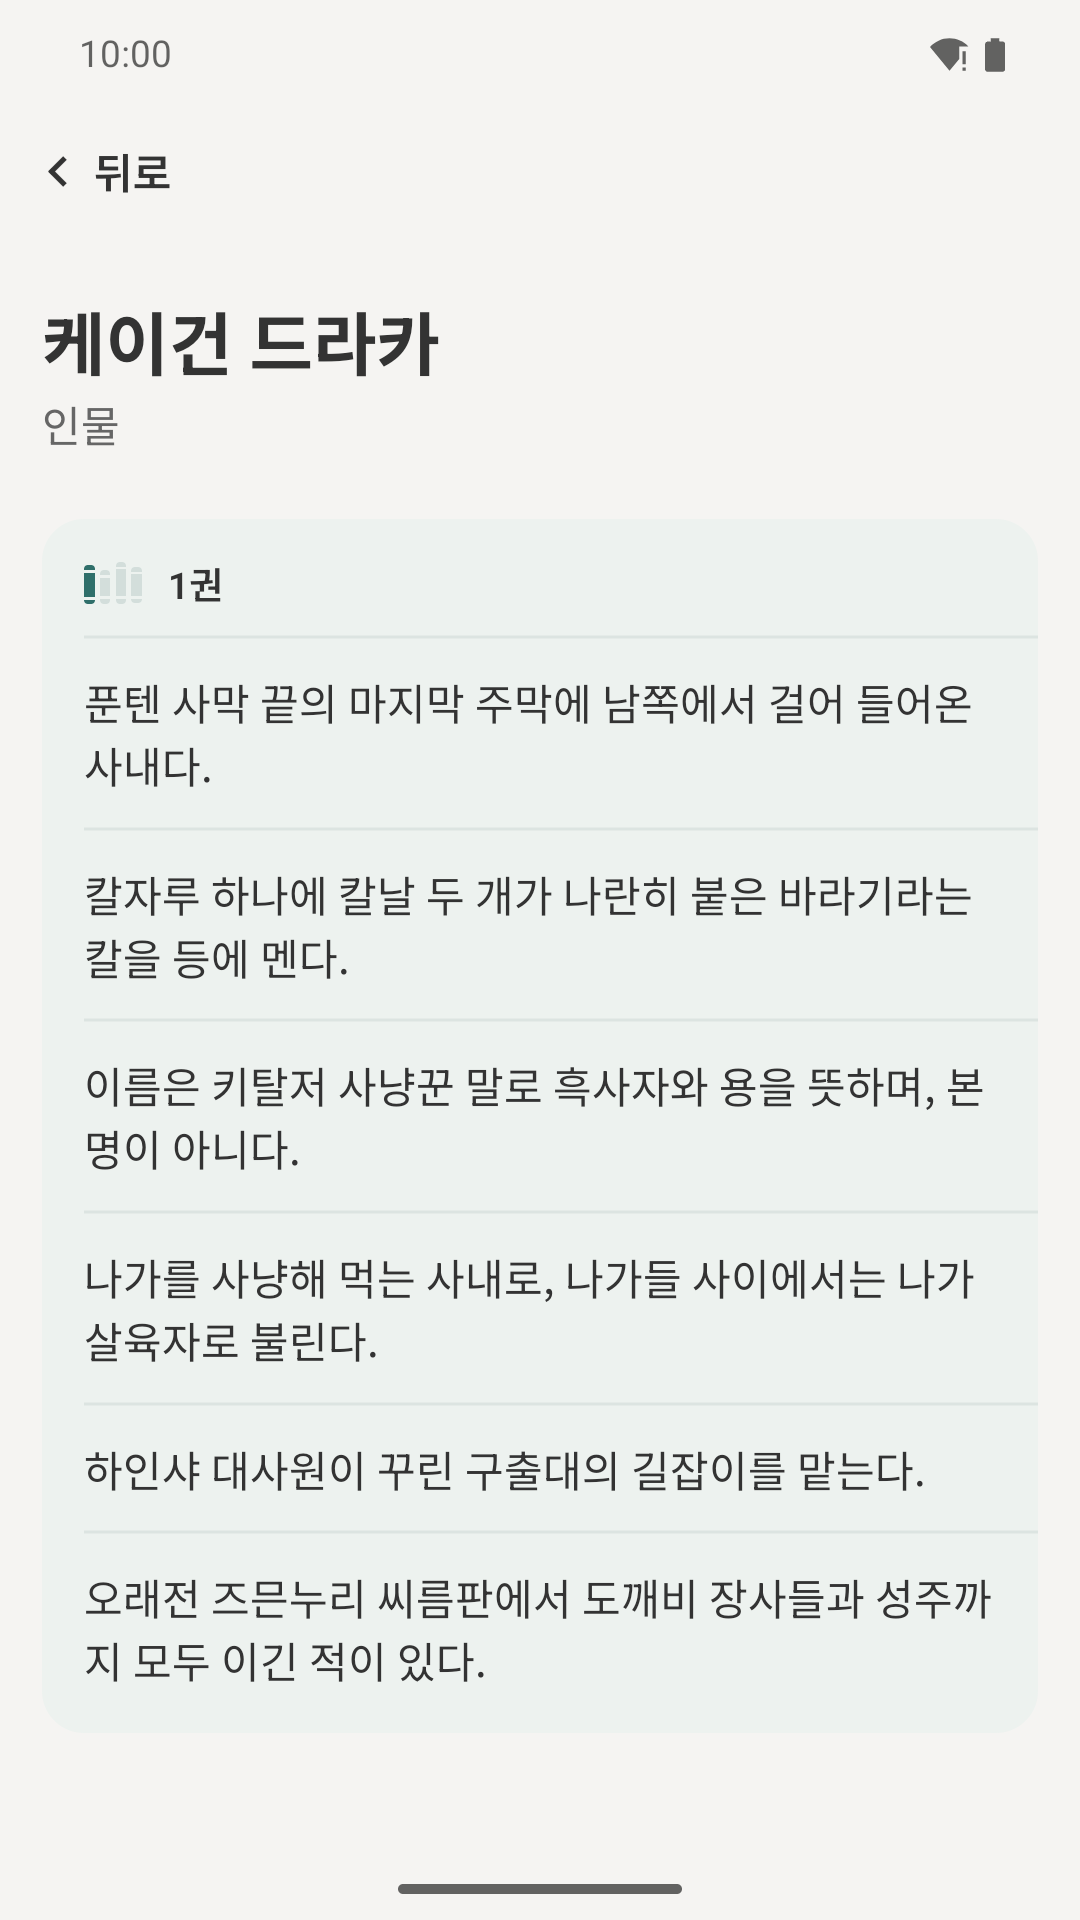 10:00
뒤로
케이건 드라카
인물
1권
푼텐 사막 끝의 마지막 주막에 남쪽에서 걸어 들어온
사내다.
칼자루 하나에 칼날 두 개가 나란히 붙은 바라기라는
칼을 등에 멘다.
이름은 키탈저 사냥꾼 말로 흑사자와 용을 뜻하며, 본
명이 아니다.
나가를 사냥해 먹는 사내로, 나가들 사이에서는 나가
살육자로 불린다.
하인샤 대사원이 꾸린 구출대의 길잡이를 맡는다.
오래전 즈믄누리 씨름판에서 도깨비 장사들과 성주까
지 모두 이긴 적이 있다.